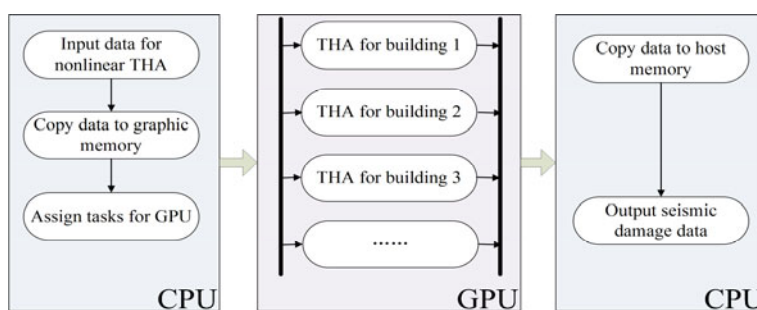 Input data for
nonlinear THA
Copy data to graphic
memory
Assign tasks for GPU
CPU
THA for building 1
THA for building 2
THA for building 3
......
GPU
Copy data to host
memory
Output seismic
damage data
CPU